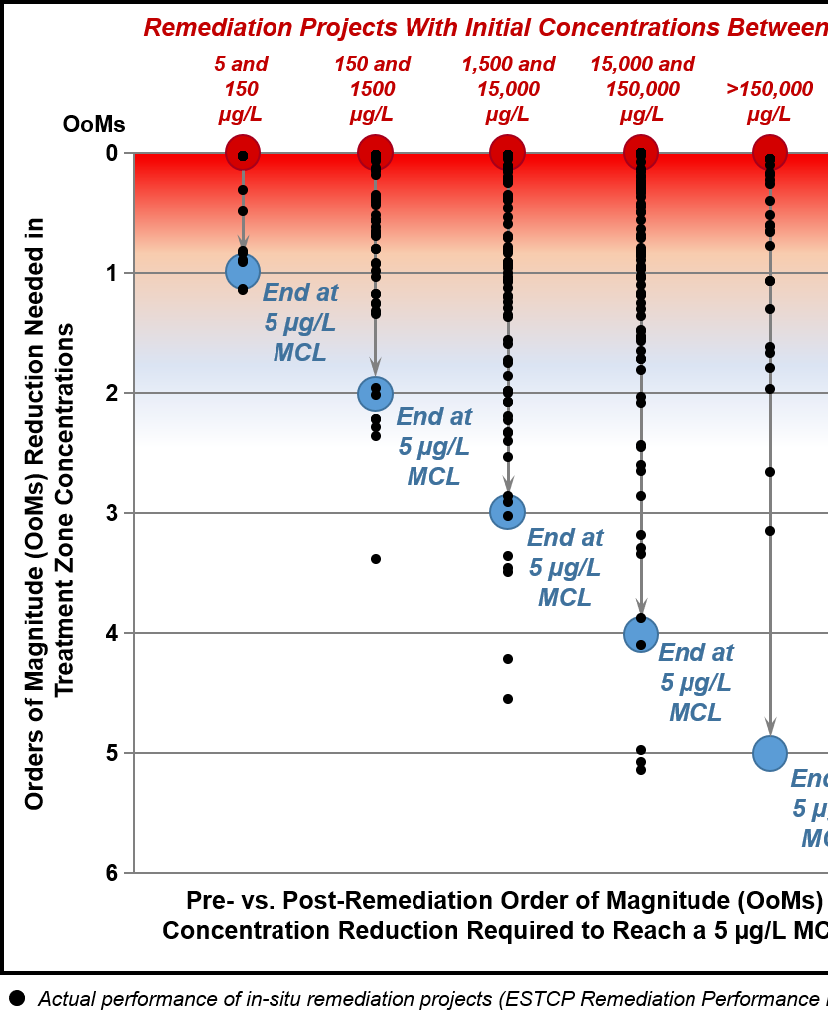 Remediation Projects With Initial Concentrations Between
5 and
150
µg/L
150 and
1500
µg/L
1,500 and
15,000
µg/L
15,000 and
150,000
µg/L
>150,000
µg/L
OoMs
0
1
2
3
4
5
6
Orders of Magnitude (OoMs) Reduction Needed in
Treatment Zone Concentrations
End at
5 µg/L
MCL
End at
5 µg/L
MCL
End at
5 µg/L
MCL
End at
5 µg/L
MCL
En
5 µ
M
Pre- vs. Post-Remediation Order of Magnitude (OoMs)
Concentration Reduction Required to Reach a 5 µg/L MC
Actual performance of in-situ remediation projects (ESTCP Remediation Performance